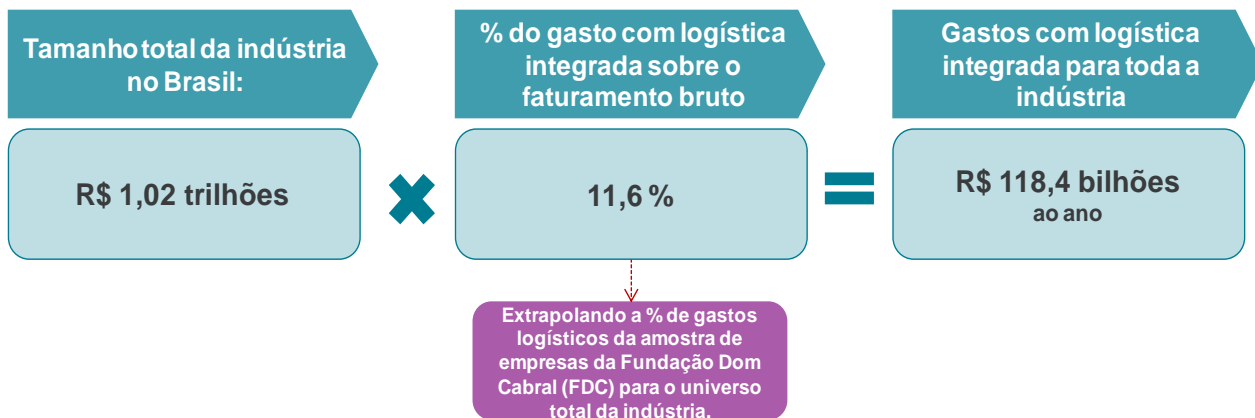 Tamanho total da indústria
no Brasil:
R$ 1,02 trilhões
% do gasto com logística
integrada sobre o
faturamento bruto
11,6 %
Gastos com logística
integrada para toda a
indústria
R$ 118,4 bilhões
ao ano
Extrapolando a % de gastos
logísticos da amostra de
empresas da Fundação Dom
Cabral (FDC) para o universo
total da indústria.